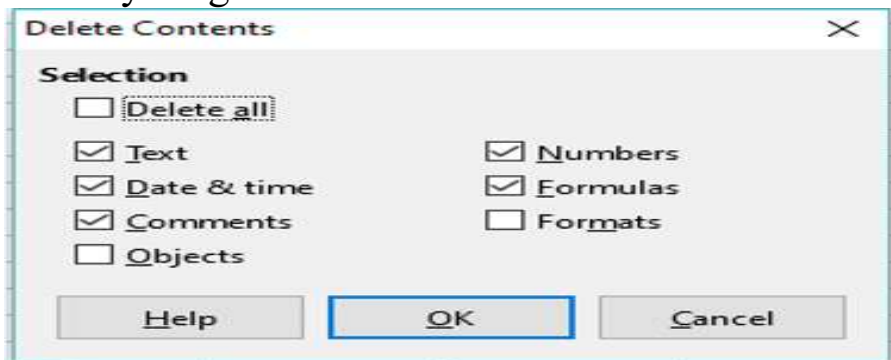 Delete Contents
Selection
Delete all
Text
Numbers
Date & time
Formulas
Comments
Formats
Objects
Help
OK
Cancel